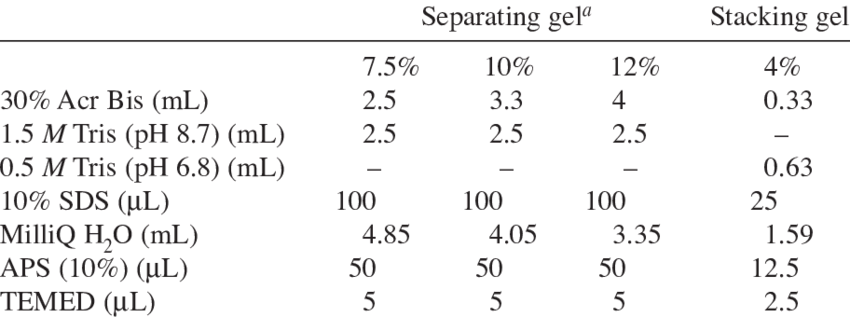 Separating gelᵃ Stacking gel
7.5% 10% 12% 4%
30% Acr Bis (mL) 2.5 3.3 4 0.33
1.5 M Tris (pH 8.7) (mL) 2.5 2.5 2.5 –
0.5 M Tris (pH 6.8) (mL) – – – 0.63
10% SDS (μL) 100 100 100 25
MilliQ H₂O (mL) 4.85 4.05 3.35 1.59
APS (10%) (μL) 50 50 50 12.5
TEMED (μL) 5 5 5 2.5